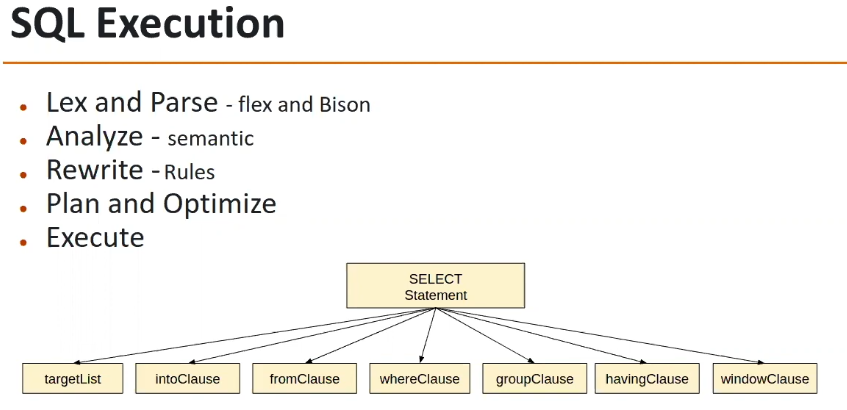 SQL Execution
Lex and Parse - flex and Bison
Analyze - semantic
Rewrite - Rules
Plan and Optimize
Execute
SELECT
Statement
targetList
intoClause
fromClause
whereClause
groupClause
havingClause
windowClause